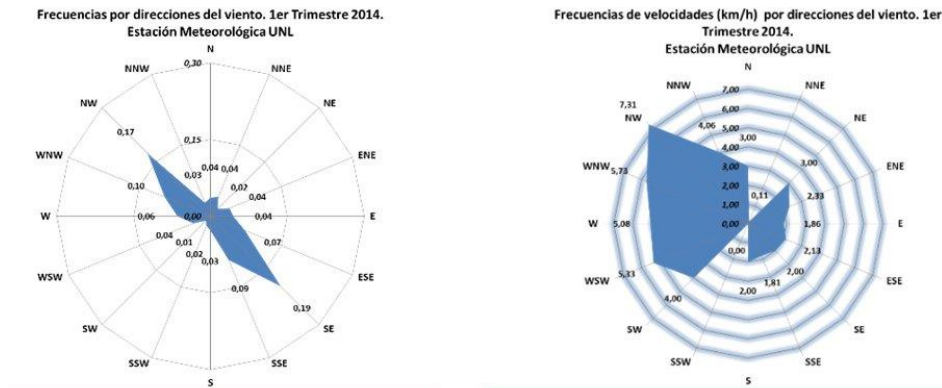 Frecuencias por direcciones del viento. 1er Trimestre 2014.
Estación Meteorológica UNL
N
0,30
NNW
NNE
NW
NE
0,17
0,15
WNW
ENE
0,03
0,04
0,04
0,02
0,10
0,04
W
0,06
0,00
0,04
E
0,04
0,01
0,02
0,03
0,07
WSW
ESE
0,09
0,19
SW
SE
SSW
SSE
S
Frecuencias de velocidades (km/h) por direcciones del viento. 1er
Trimestre 2014.
Estación Meteorológica UNL
N
7,00
NNW
NNE
7,31
NW
6,00
NE
4,06
5,00
3,00
4,00
3,00
WNW
5,73
3,00
ENE
2,00
2,33
0,11
1,00
W
5,08
0,00
1,86
E
0,00
2,13
WSW
5,33
2,00
ESE
4,00
2,00
1,81
SW
SE
SSW
SSE
S